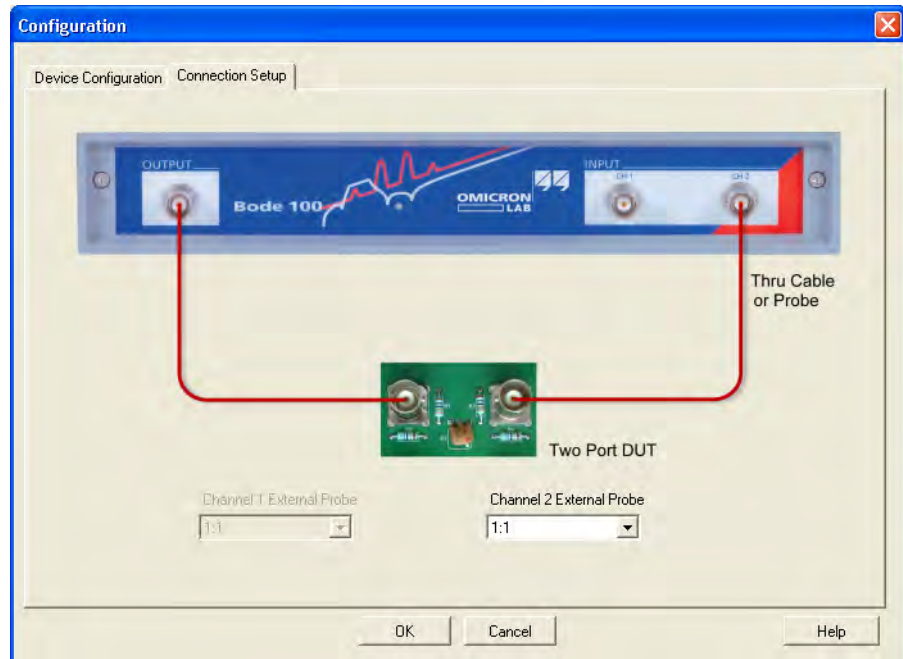 Configuration
Device Configuration
Connection Setup
OUTPUT
INPUT
CH 1
CH 2
Bode 100
OMICRON
LAB
Thru Cable
or Probe
Two Port DUT
Channel 1 External Probe
Channel 2 External Probe
1:1
1:1
OK
Cancel
Help